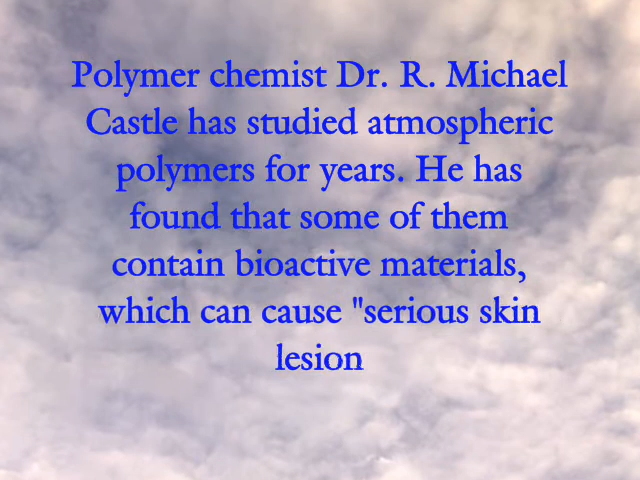 Polymer chemist Dr. R. Michael
Castle has studied atmospheric
polymers for years. He has
found that some of them
contain bioactive materials,
which can cause "serious skin
lesion